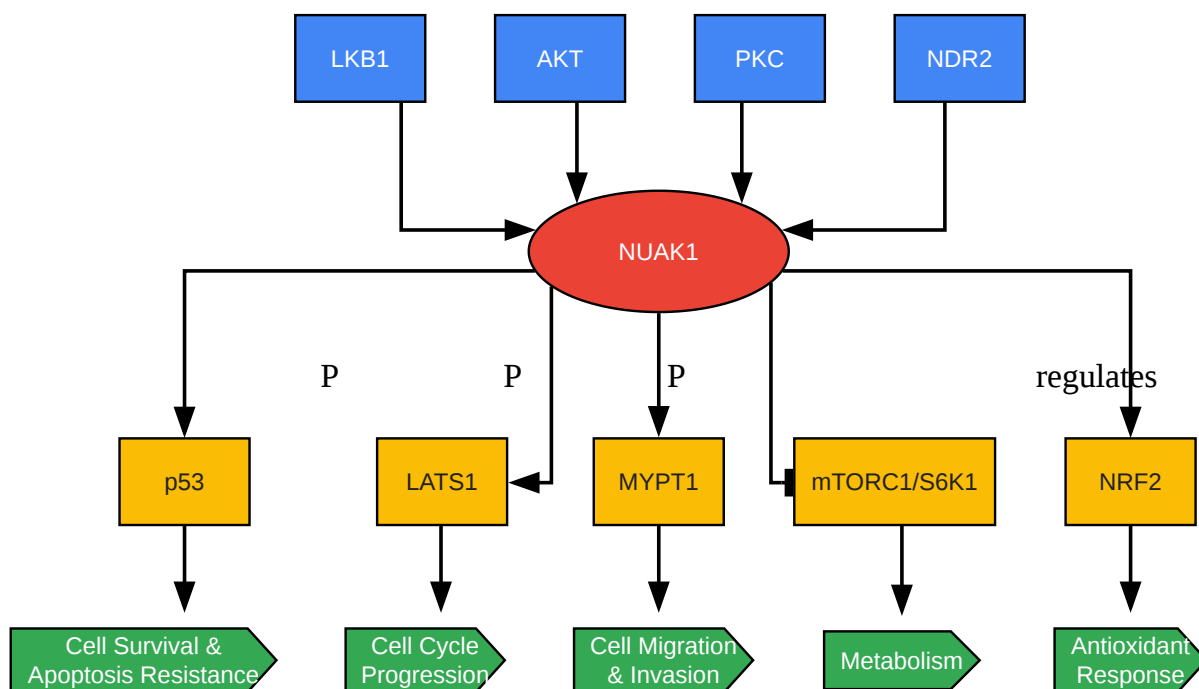 LKB1
AKT
PKC
NDR2
NUAK1
P
P
P
regulates
p53
LATS1
MYPT1
mTORC1/S6K1
NRF2
Cell Survival &
Apoptosis Resistance
Cell Cycle
Progression
Cell Migration
& Invasion
Metabolism
Antioxidant
Response